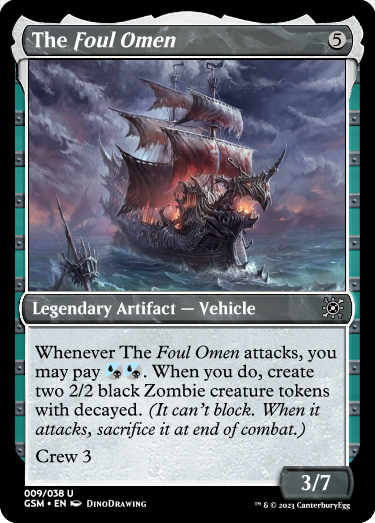 The Foul Omen 5
Legendary Artifact — Vehicle
Whenever The Foul Omen attacks, you
may pay . When you do, create
two 2/2 black Zombie creature tokens
with decayed. (It can't block. When it
attacks, sacrifice it at end of combat.)
Crew 3
3/7
009/038 U
GSM • EN DinoDrawing
™ & © 2023 CanterburyEgg